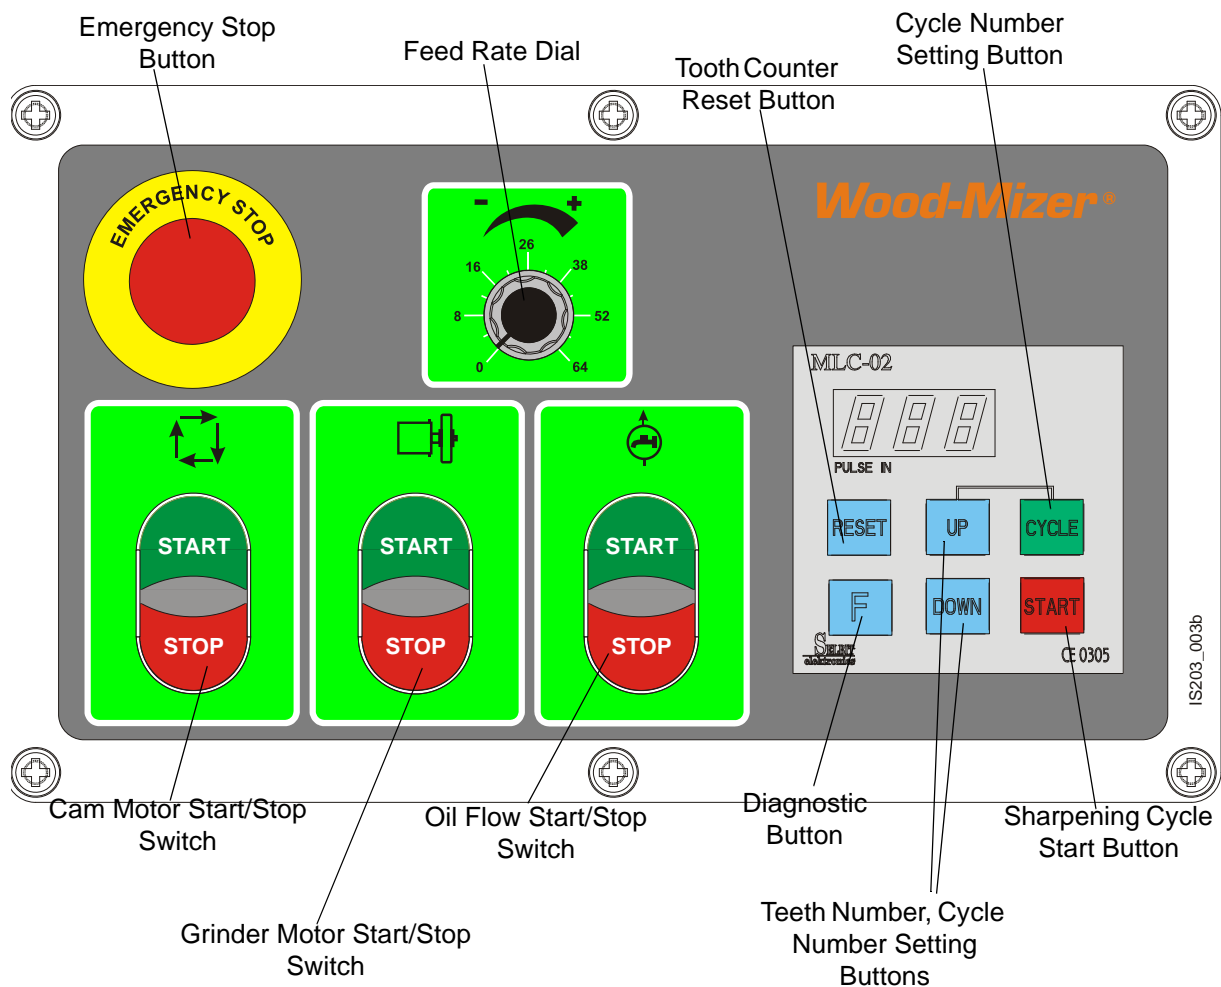 Emergency Stop
Button
Feed Rate Dial
Tooth Counter
Reset Button
Cycle Number
Setting Button
EMERGENCY STOP
- +
0
8
16
26
38
52
64
Wood-Mizer®
MLC-02
888
PULSE IN
RESET
UP
CYCLE
F
DOWN
START
SELET
elektronics
CE 0305
START
STOP
START
STOP
START
STOP
IS203_003b
Cam Motor Start/Stop
Switch
Grinder Motor Start/Stop
Switch
Oil Flow Start/Stop
Switch
Diagnostic
Button
Teeth Number, Cycle
Number Setting
Buttons
Sharpening Cycle
Start Button